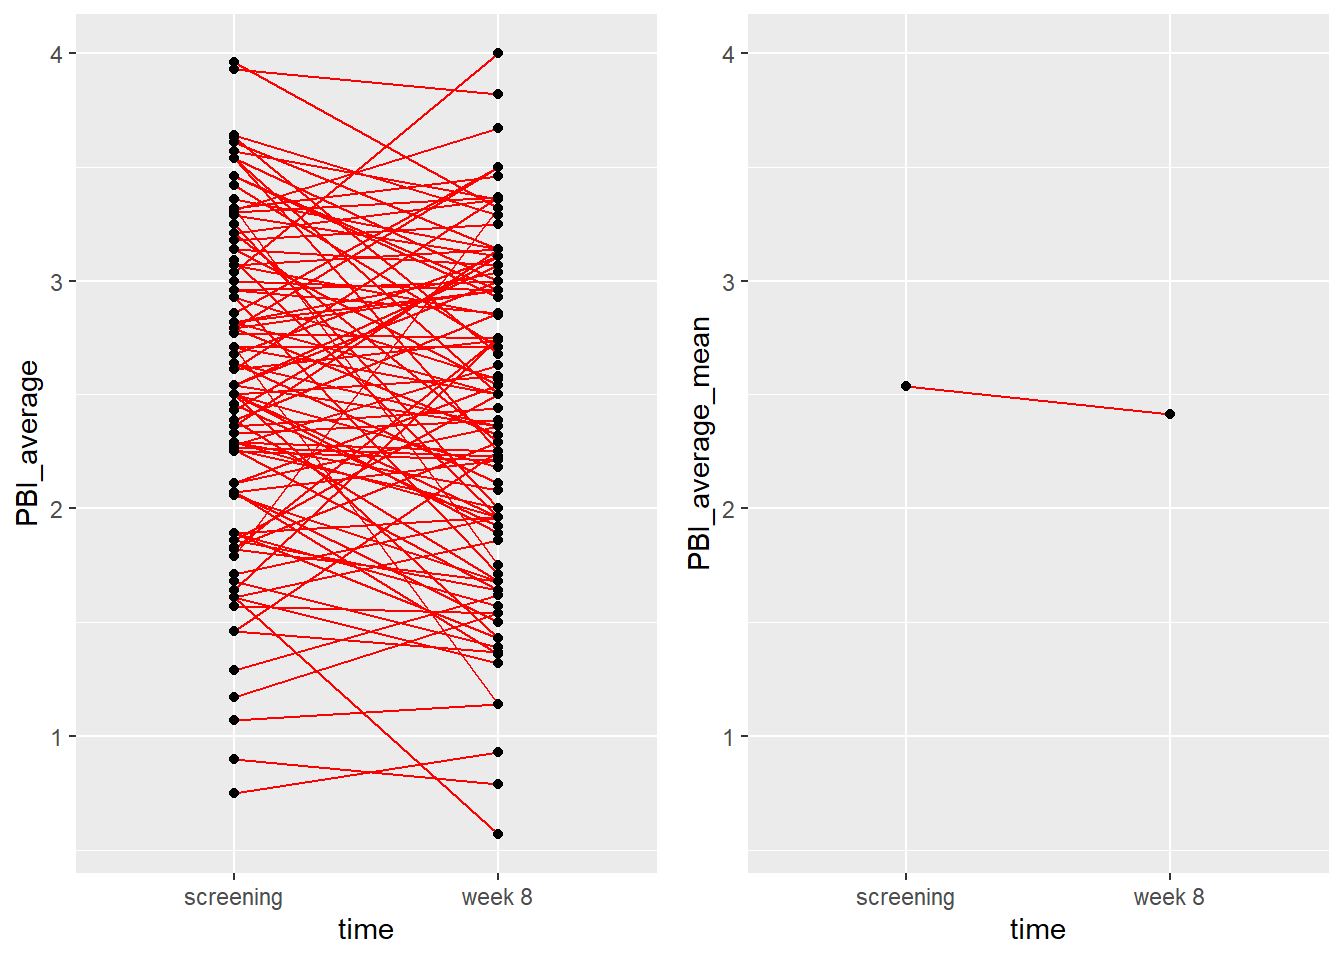 PBI_average
4
3
2
1
screening
week 8
time
PBI_average_mean
4
3
2
1
screening
week 8
time